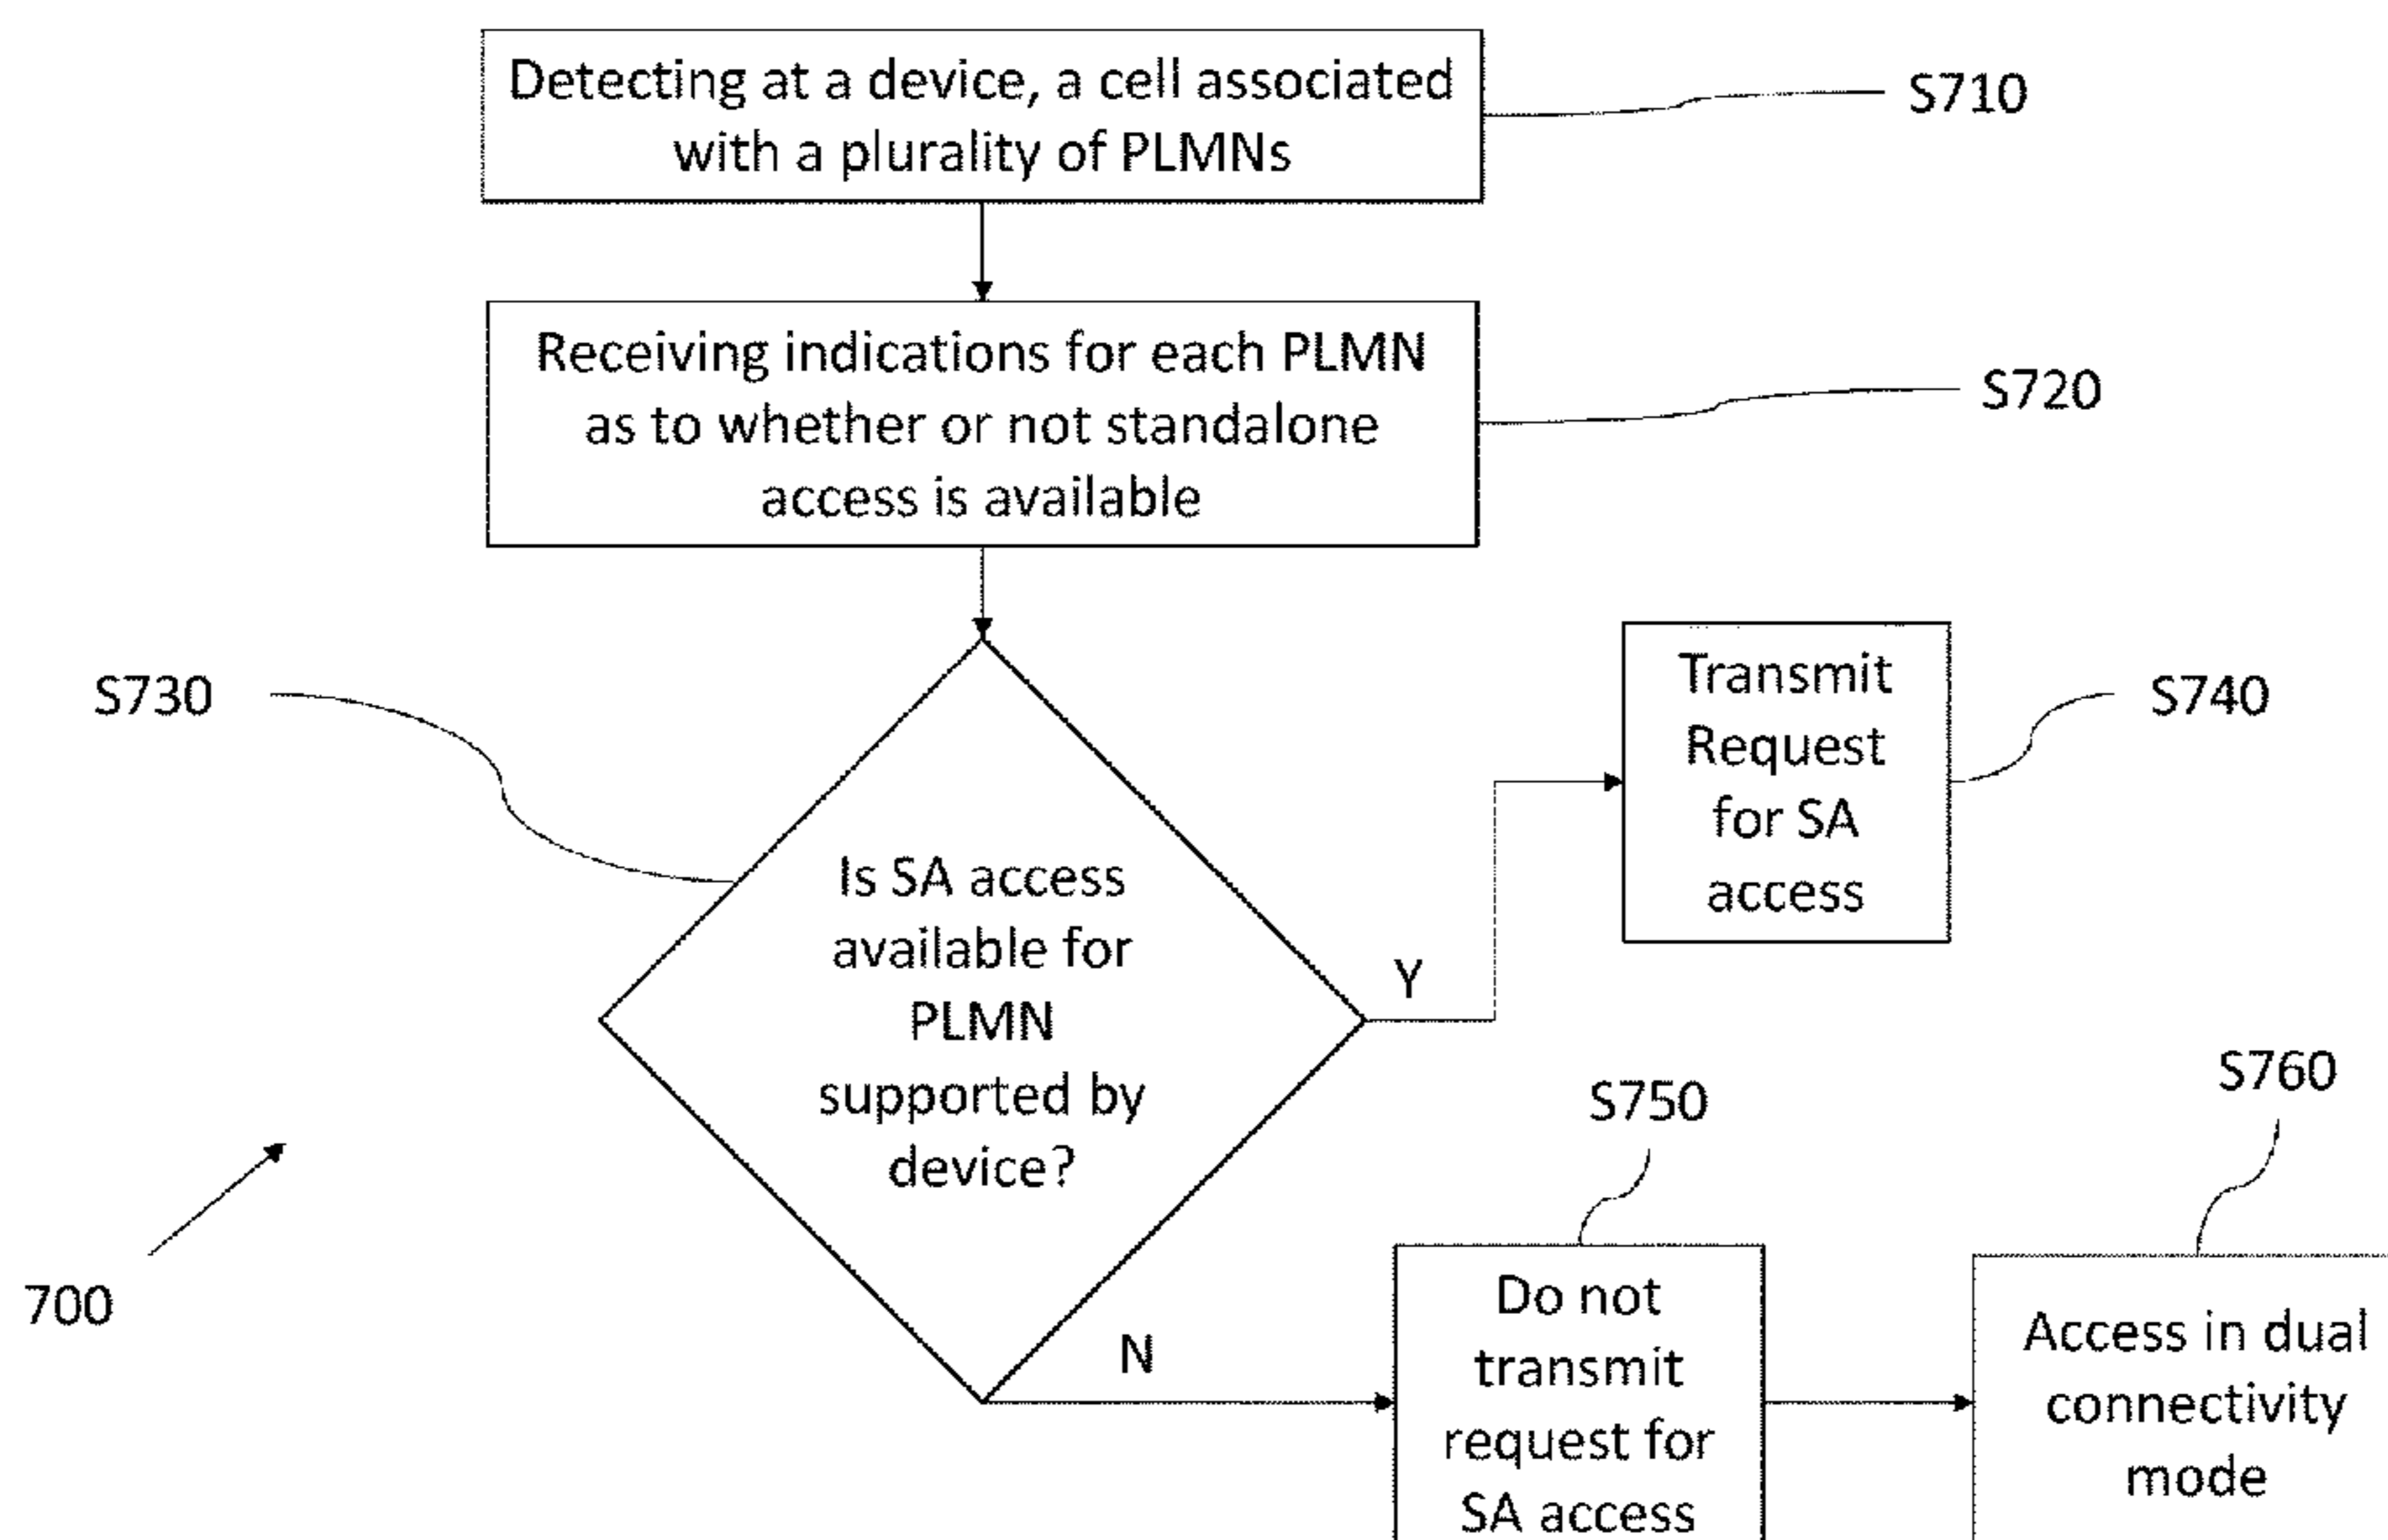 Detecting at a device, a cell associated
with a plurality of PLMNs
S710
Receiving indications for each PLMN
as to whether or not standalone
access is available
S720
S730
Is SA access
available for
PLMN
supported by
device?
Y
Transmit
Request
for SA
access
S740
N
S750
Do not
transmit
request for
SA access
S760
Access in dual
connectivity
mode
700